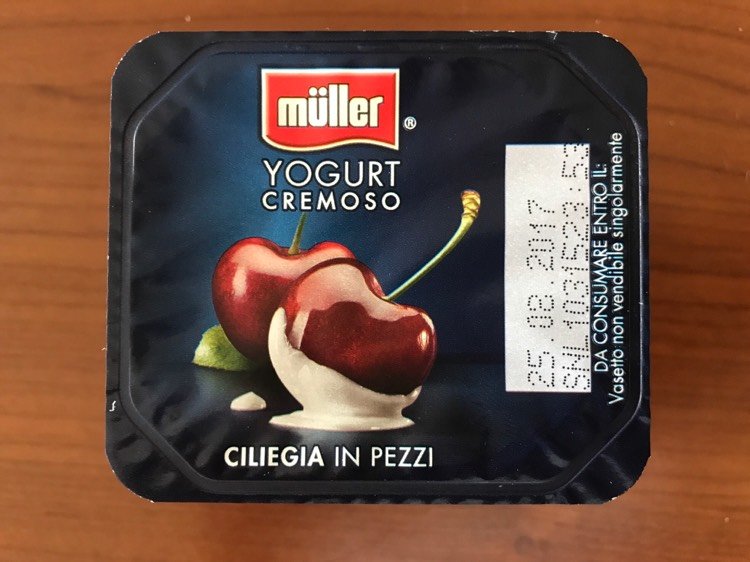 müller®
YOGURT
CREMOSO
CILIEGIA IN PEZZI
25.08.2017
DA CONSUMARE ENTRO IL:
Vasetto non vendibile singolarmente